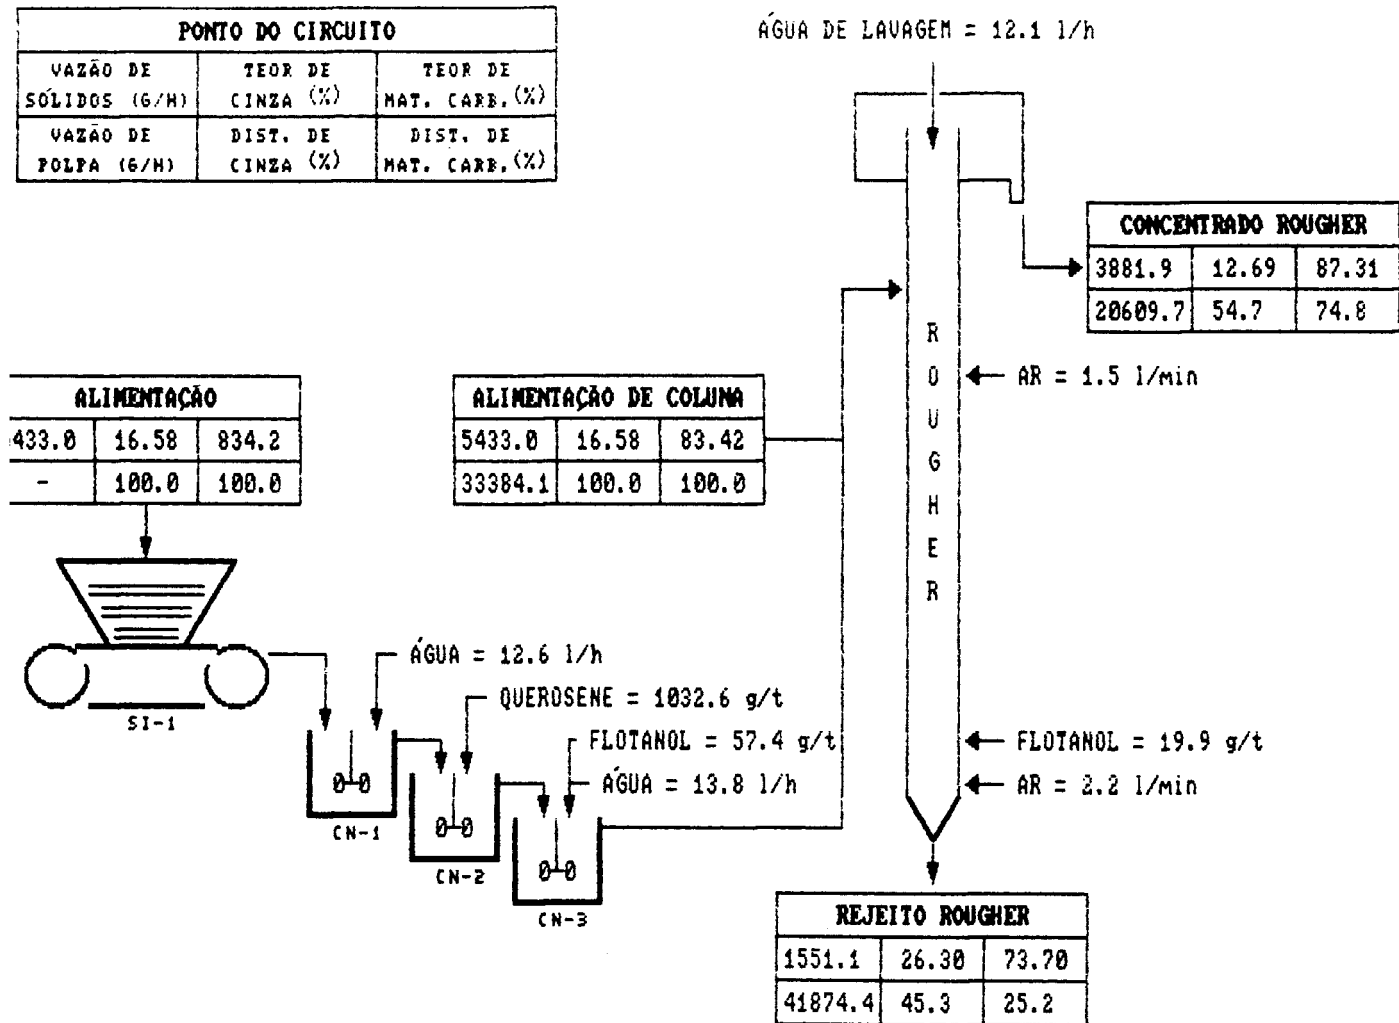 PONTO DO CIRCUITO
VAZÃO DE SÓLIDOS (G/H) TEOR DE CINZA (%) TEOR DE MAT. CARB. (%)
VAZÃO DE POLPA (G/H) DIST. DE CINZA (%) DIST. DE MAT. CARB. (%)
ÁGUA DE LAVAGEM = 12.1 l/h
CONCENTRADO ROUGHER
3881.9 12.69 87.31
20609.7 54.7 74.8
ROUGHER
AR = 1.5 l/min
ALIMENTAÇÃO
433.0 16.58 834.2
- 100.0 100.0
ALIMENTAÇÃO DE COLUNA
5433.0 16.58 83.42
33384.1 100.0 100.0
SI-1
ÁGUA = 12.6 l/h
QUEROSENE = 1032.6 g/t
FLOTANOL = 57.4 g/t
ÁGUA = 13.8 l/h
CN-1
CN-2
CN-3
FLOTANOL = 19.9 g/t
AR = 2.2 l/min
REJEITO ROUGHER
1551.1 26.30 73.70
41874.4 45.3 25.2